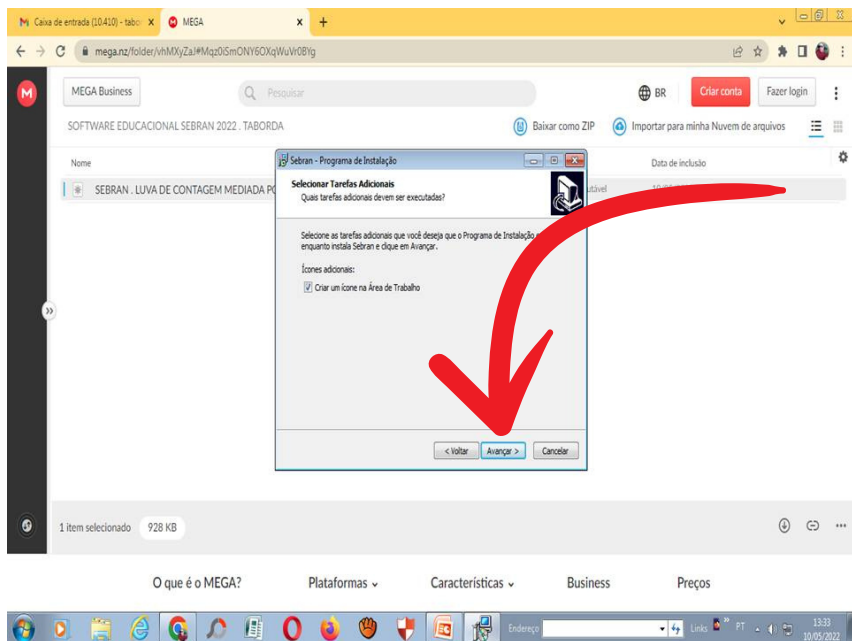 Caixa de entrada (10.410) - tabo
MEGA
mega.nz/folder/vhMXyZaJ#Mqz0iSmONY6OXqWuVr0BYg
MEGA Business
Pesquisar
BR
Criar conta
Fazer login
SOFTWARE EDUCACIONAL SEBRAN 2022 . TABORDA
Baixar como ZIP
Importar para minha Nuvem de arquivos
Nome
Data de inclusão
SEBRAN . LUVA DE CONTAGEM MEDIADA
Sebran - Programa de Instalação
Selecionar Tarefas Adicionais
Quais tarefas adicionais devem ser executadas?
Selecione as tarefas adicionais que você deseja que o Programa de Instalação
enquanto instala Sebran e clique em Avançar.
Ícones adicionais:
Criar um ícone na Área de Trabalho
< Voltar
Avançar >
Cancelar
1 item selecionado
928 KB
O que é o MEGA?
Plataformas
Características
Business
Preços
Endereço
Links
PT
13:33
10/05/2022